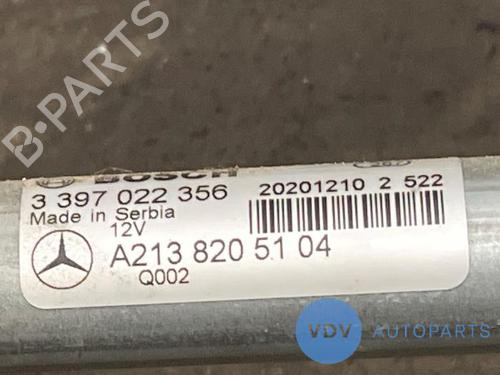 B-PARTS
BOSCH
3 397 022 356
Made in Serbia
12V
20201210 2 522
A213 820 51 04
Q002
VDV AUTOPARTS